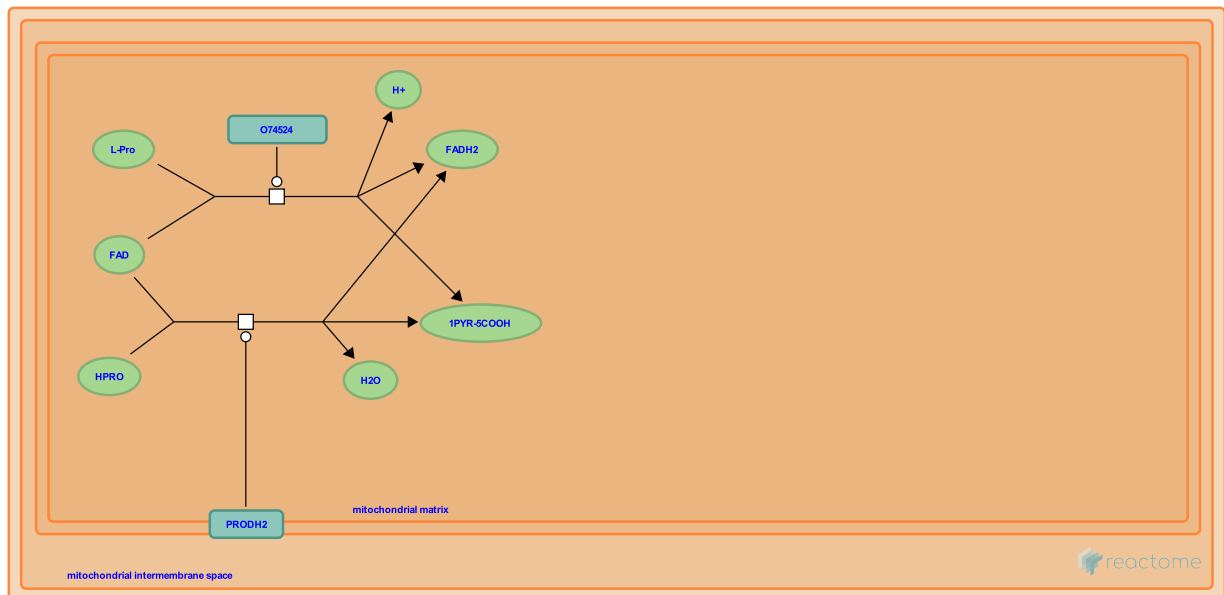 H+
O74524
L-Pro
FADH2
FAD
1PYR-5COOH
HPRO
H2O
mitochondrial matrix
PRODH2
reactome
mitochondrial intermembrane space